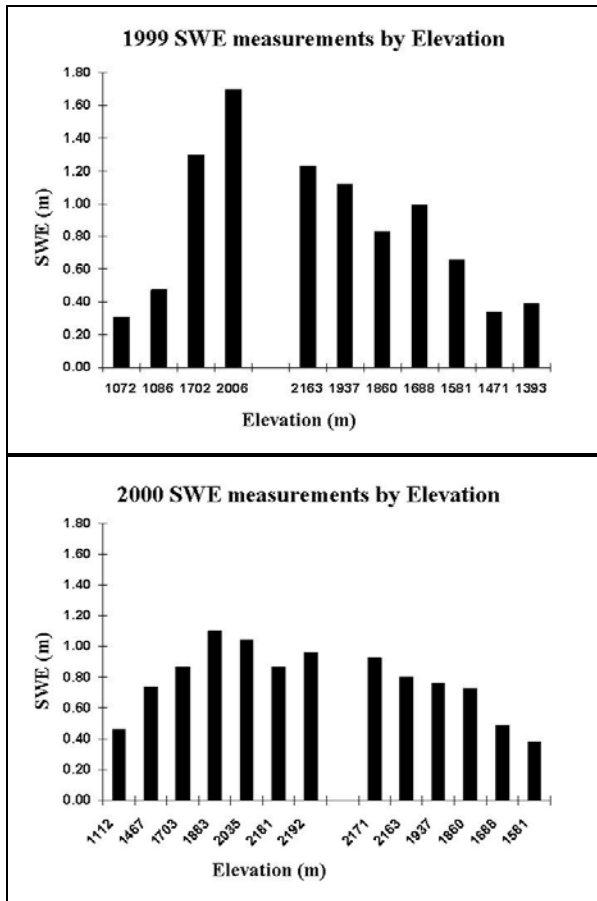 1999 SWE measurements by Elevation
1.80
1.60
1.40
1.20
1.00
0.80
0.60
0.40
0.20
0.00
SWE (m)
1072 1086 1702 2006 2163 1937 1860 1688 1581 1471 1393
Elevation (m)
2000 SWE measurements by Elevation
1.80
1.60
1.40
1.20
1.00
0.80
0.60
0.40
0.20
0.00
SWE (m)
1112 1467 1703 1883 2035 2181 2192 2171 2163 1937 1860 1688 1581
Elevation (m)